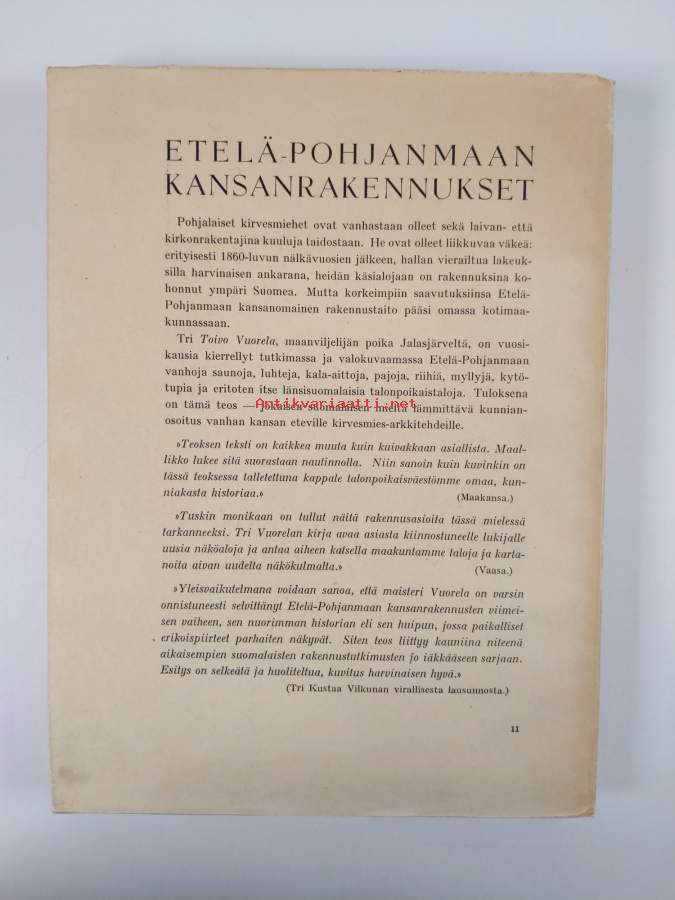 ETELÄ-POHJANMAAN
KANSANRAKENNUKSET
Pohjalaiset kirvesmiehet ovat vanhastaan olleet sekä laivan- että
kirkonrakentajina kuuluja taidostaan. He ovat olleet liikkuvaa väkeä:
erityisesti 1860-luvun nälkävuosien jälkeen, hallan vierailtua lakeuk-
silla harvinaisen ankarana, heidän käsialojaan on rakennuksina ko-
honnut ympäri Suomea. Mutta korkeimpiin saavutuksiinsa Etelä-
Pohjanmaan kansanomainen rakennustaito pääsi omassa kotimaa-
kunnassaan.
Tri Toivo Vuorela, maanviljelijän poika Jalasjärveltä, on vuosi-
kausia kierrellyt tutkimassa ja valokuvaamassa Etelä-Pohjanmaan
vanhoja saunoja, luhteja, kala-aittoja, pajoja, riihiä, myllyjä, kytö-
tupia ja eritoten itse länsisuomalaisia talonpoikaistaloja. Tuloksena
on tämä teos — jokaisen suomalaisen mieltä lämmittävä kunnian-
Antikvariaatti.net
osoitus vanhan kansan eteville kirvesmies-arkkitehdeille.
»Teoksen teksti on kaikkea muuta kuin kuivakkaan asiallista. Maal-
likko lukee sitä suorastaan nautinnolla. Niin sanoin kuin kuvinkin on
tässä teoksessa talletettuna kappale talonpoikaisväestömme omaa, kun-
niakasta historiaa.»
(Maakansa.)
»Tuskin monikaan on tullut näitä rakennusasioita tässä mielessä
tarkanneeksi. Tri Vuorelan kirja avaa asiasta kiinnostuneelle lukijalle
uusia näköaloja ja antaa aiheen katsella maakuntamme taloja ja karta-
noita aivan uudelta näkökulmalta.»
(Vaasa.)
»Yleisvaikutelmana voidaan sanoa, että maisteri Vuorela on varsin
onnistuneesti selvittänyt Etelä-Pohjanmaan kansanrakennusten viimei-
sen vaiheen, sen nuorimman historian eli sen huipun, jossa paikalliset
erikoispiirteet parhaiten näkyvät. Siten teos liittyy kauniina niteenä
aikaisempien suomalaisten rakennustutkimusten jo iäkkääseen sarjaan.
Esitys on selkeätä ja huoliteltua, kuvitus harvinaisen hyvä.»
(Tri Kustaa Vilkunan virallisesta lausunnosta.)
11